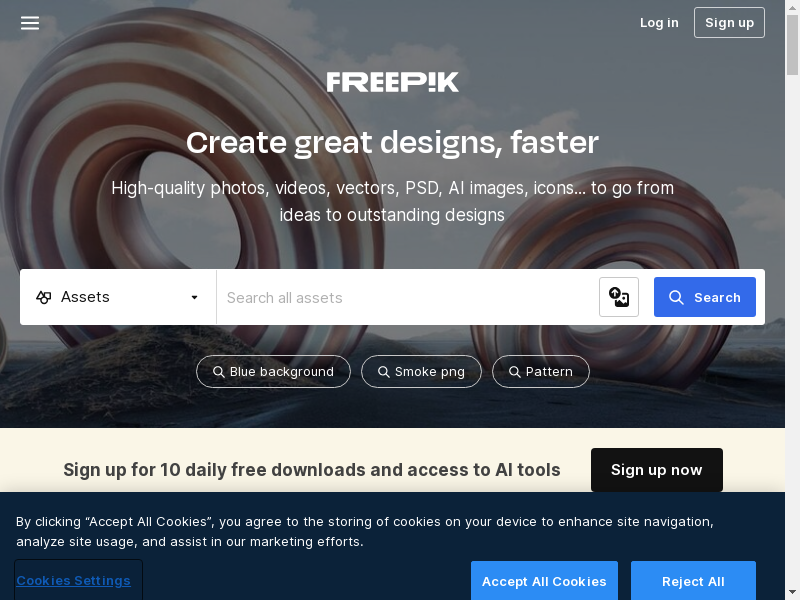 Log in
Sign up
FREEPIK
Create great designs, faster
High-quality photos, videos, vectors, PSD, AI images, icons... to go from
ideas to outstanding designs
Assets
Search all assets
Search
Blue background
Smoke png
Pattern
Sign up for 10 daily free downloads and access to AI tools
Sign up now
By clicking “Accept All Cookies”, you agree to the storing of cookies on your device to enhance site navigation,
analyze site usage, and assist in our marketing efforts.
Cookies Settings
Accept All Cookies
Reject All